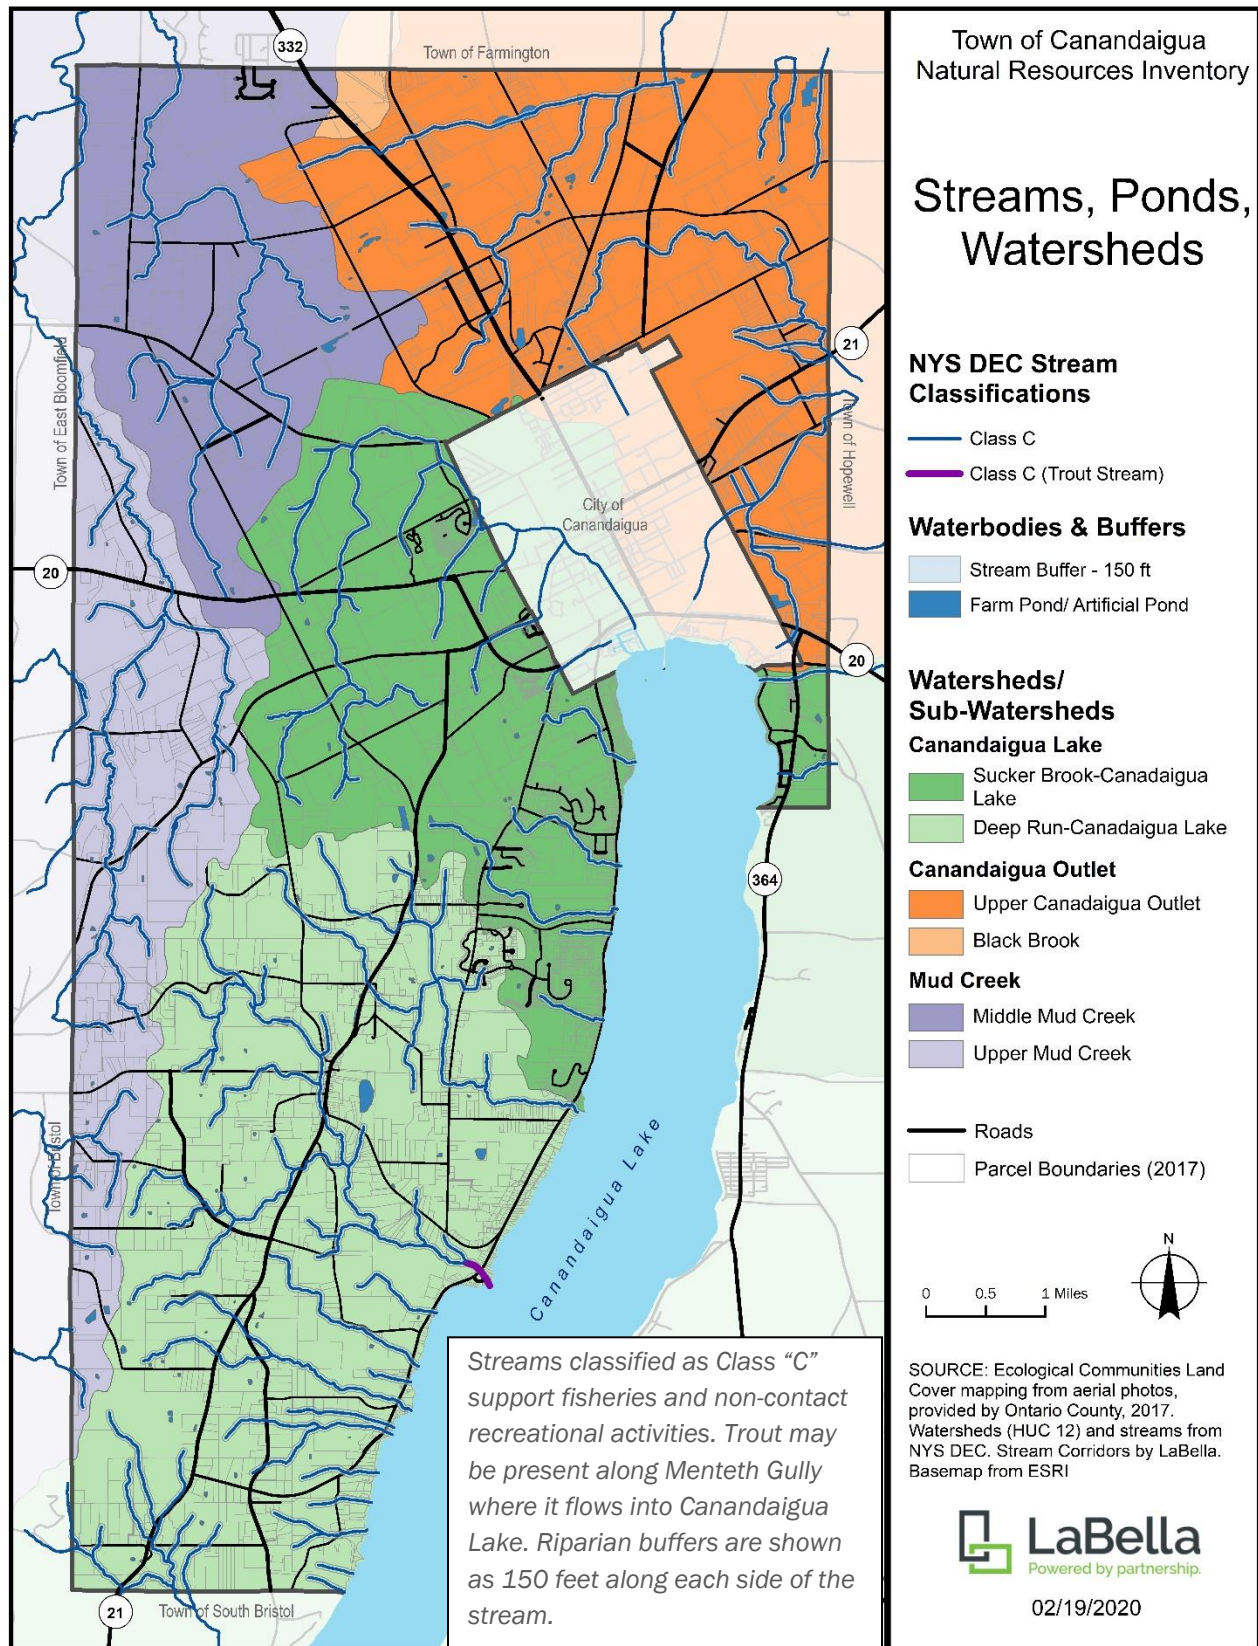 332
Town of Farmington
Town of East Bloomfield
21
Town of Hopewell
City of
Canandaigua
20
20
364
Town of Bristol
Canandaigua Lake
21
Town of South Bristol
Streams classified as Class “C”
support fisheries and non-contact
recreational activities. Trout may
be present along Menteth Gully
where it flows into Canandaigua
Lake. Riparian buffers are shown
as 150 feet along each side of the
stream.
Town of Canandaigua
Natural Resources Inventory
Streams, Ponds,
Watersheds
NYS DEC Stream
Classifications
Class C
Class C (Trout Stream)
Waterbodies & Buffers
Stream Buffer - 150 ft
Farm Pond/ Artificial Pond
Watersheds/
Sub-Watersheds
Canandaigua Lake
Sucker Brook-Canadaigua
Lake
Deep Run-Canadaigua Lake
Canandaigua Outlet
Upper Canadaigua Outlet
Black Brook
Mud Creek
Middle Mud Creek
Upper Mud Creek
Roads
Parcel Boundaries (2017)
N
0 0.5 1 Miles
SOURCE: Ecological Communities Land
Cover mapping from aerial photos,
provided by Ontario County, 2017.
Watersheds (HUC 12) and streams from
NYS DEC. Stream Corridors by LaBella.
Basemap from ESRI
LaBella
Powered by partnership.
02/19/2020